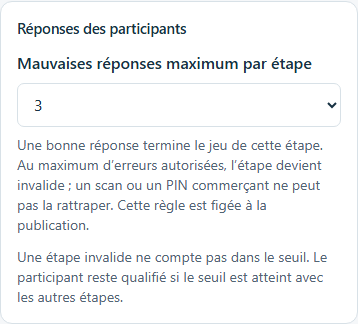 Réponses des participants
Mauvaises réponses maximum par étape
3
Une bonne réponse termine le jeu de cette étape.
Au maximum d’erreurs autorisées, l’étape devient
invalide ; un scan ou un PIN commerçant ne peut
pas la rattraper. Cette règle est figée à la
publication.
Une étape invalide ne compte pas dans le seuil. Le
participant reste qualifié si le seuil est atteint avec
les autres étapes.